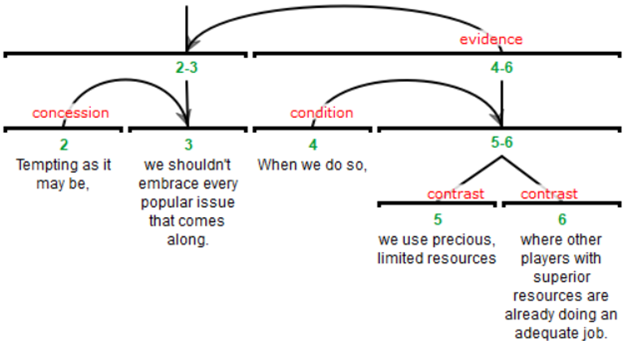 evidence
2-3
4-6
concession
condition
2
3
4
5-6
Tempting as it
may be,
we shouldn't
embrace every
popular issue
that comes
along.
When we do so,
contrast
contrast
5
6
we use precious,
limited resources
where other
players with
superior
resources are
already doing an
adequate job.